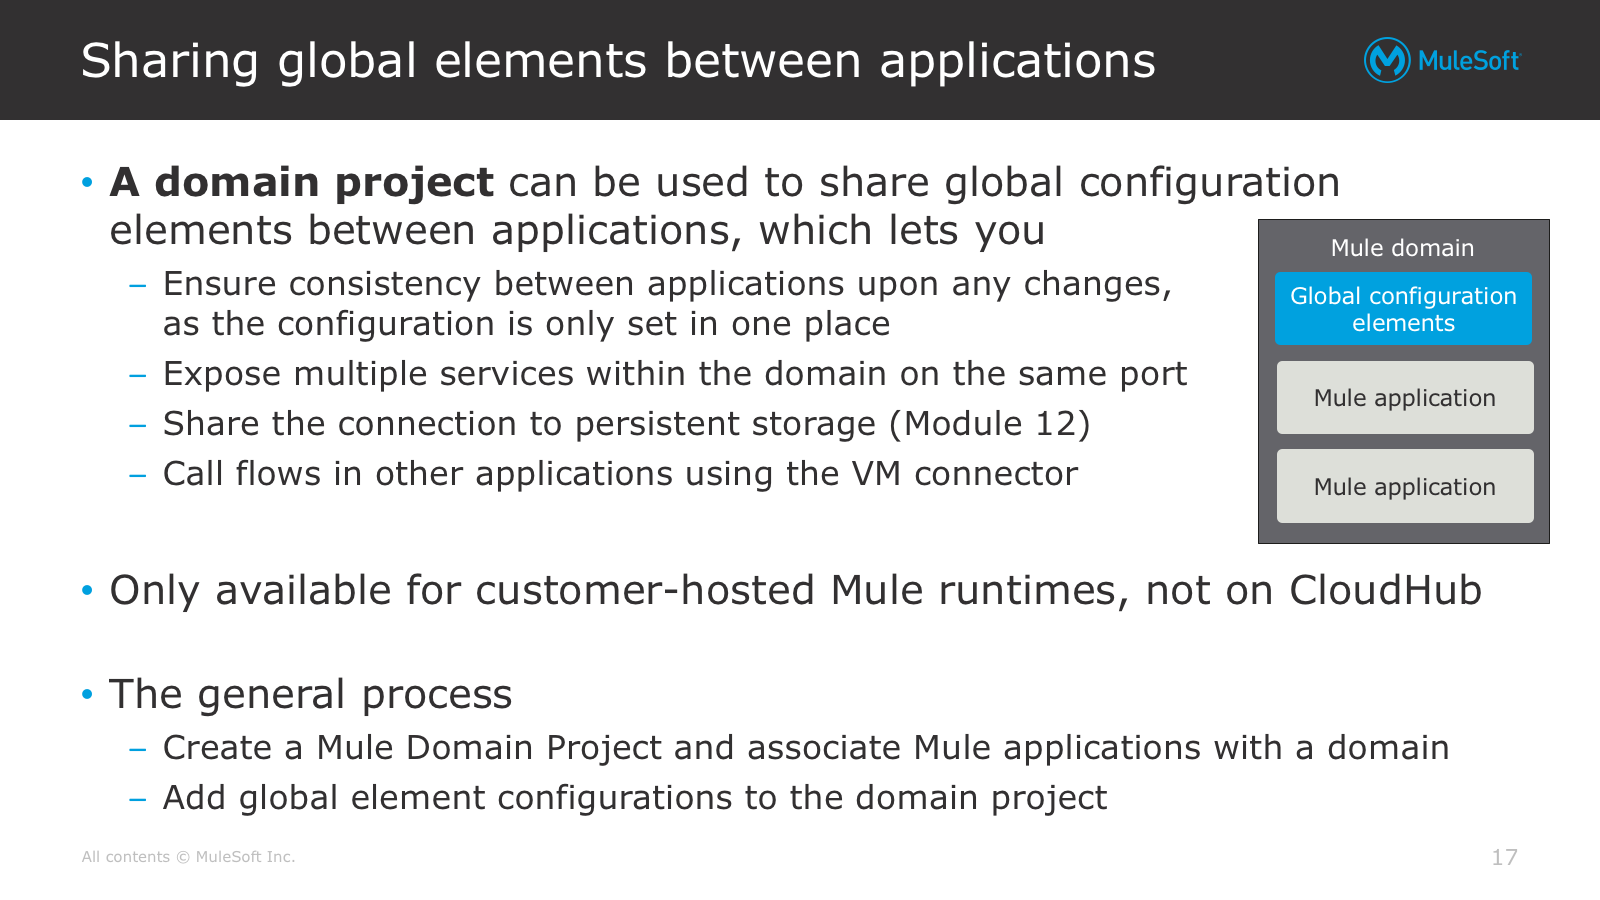 Sharing global elements between applications
MuleSoft
• A domain project can be used to share global configuration
elements between applications, which lets you
– Ensure consistency between applications upon any changes,
as the configuration is only set in one place
– Expose multiple services within the domain on the same port
– Share the connection to persistent storage (Module 12)
– Call flows in other applications using the VM connector
Mule domain
Global configuration
elements
Mule application
Mule application
• Only available for customer-hosted Mule runtimes, not on CloudHub
• The general process
– Create a Mule Domain Project and associate Mule applications with a domain
– Add global element configurations to the domain project
All contents © MuleSoft Inc.
17